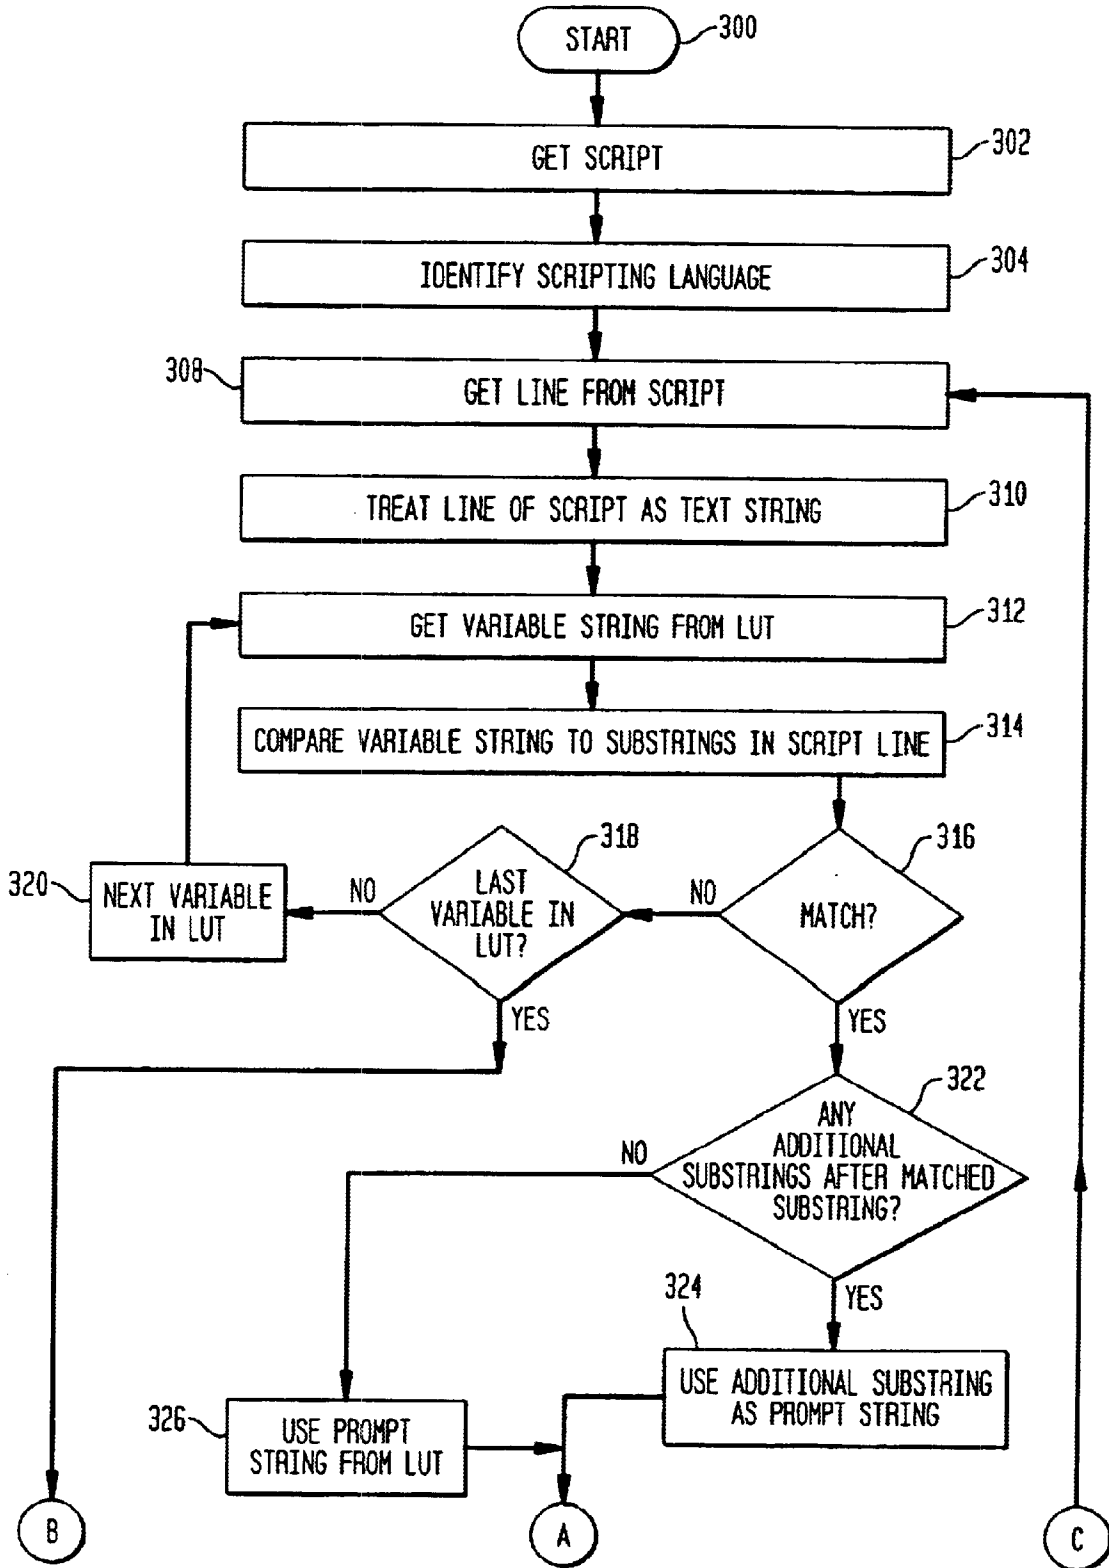 START
300
GET SCRIPT
302
IDENTIFY SCRIPTING LANGUAGE
304
308
GET LINE FROM SCRIPT
TREAT LINE OF SCRIPT AS TEXT STRING
310
GET VARIABLE STRING FROM LUT
312
COMPARE VARIABLE STRING TO SUBSTRINGS IN SCRIPT LINE
314
320
NEXT VARIABLE
IN LUT
NO
318
LAST
VARIABLE IN
LUT?
NO
316
MATCH?
YES
YES
322
NO
ANY
ADDITIONAL
SUBSTRINGS AFTER MATCHED
SUBSTRING?
YES
324
USE ADDITIONAL SUBSTRING
AS PROMPT STRING
326
USE PROMPT
STRING FROM LUT
B
A
C